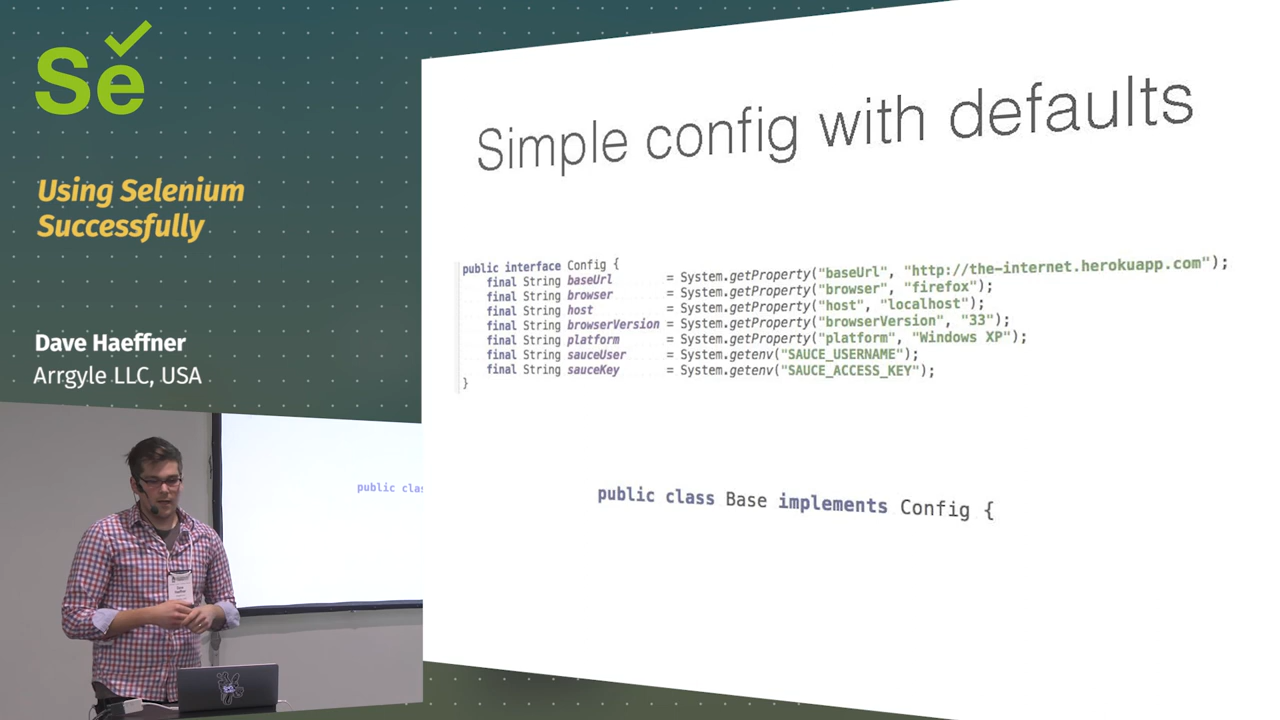 Se
Using Selenium
Successfully
Dave Haeffner
Arrgyle LLC, USA
Simple config with defaults
public interface Config {
final String baseUrl = System.getProperty("baseUrl", "http://the-internet.herokuapp.com");
final String browser = System.getProperty("browser", "firefox");
final String host = System.getProperty("host", "localhost");
final String browserVersion = System.getProperty("browserVersion", "33");
final String platform = System.getProperty("platform", "Windows XP");
final String sauceUser = System.getenv("SAUCE_USERNAME");
final String sauceKey = System.getenv("SAUCE_ACCESS_KEY");
}
public class Base implements Config {
public clas